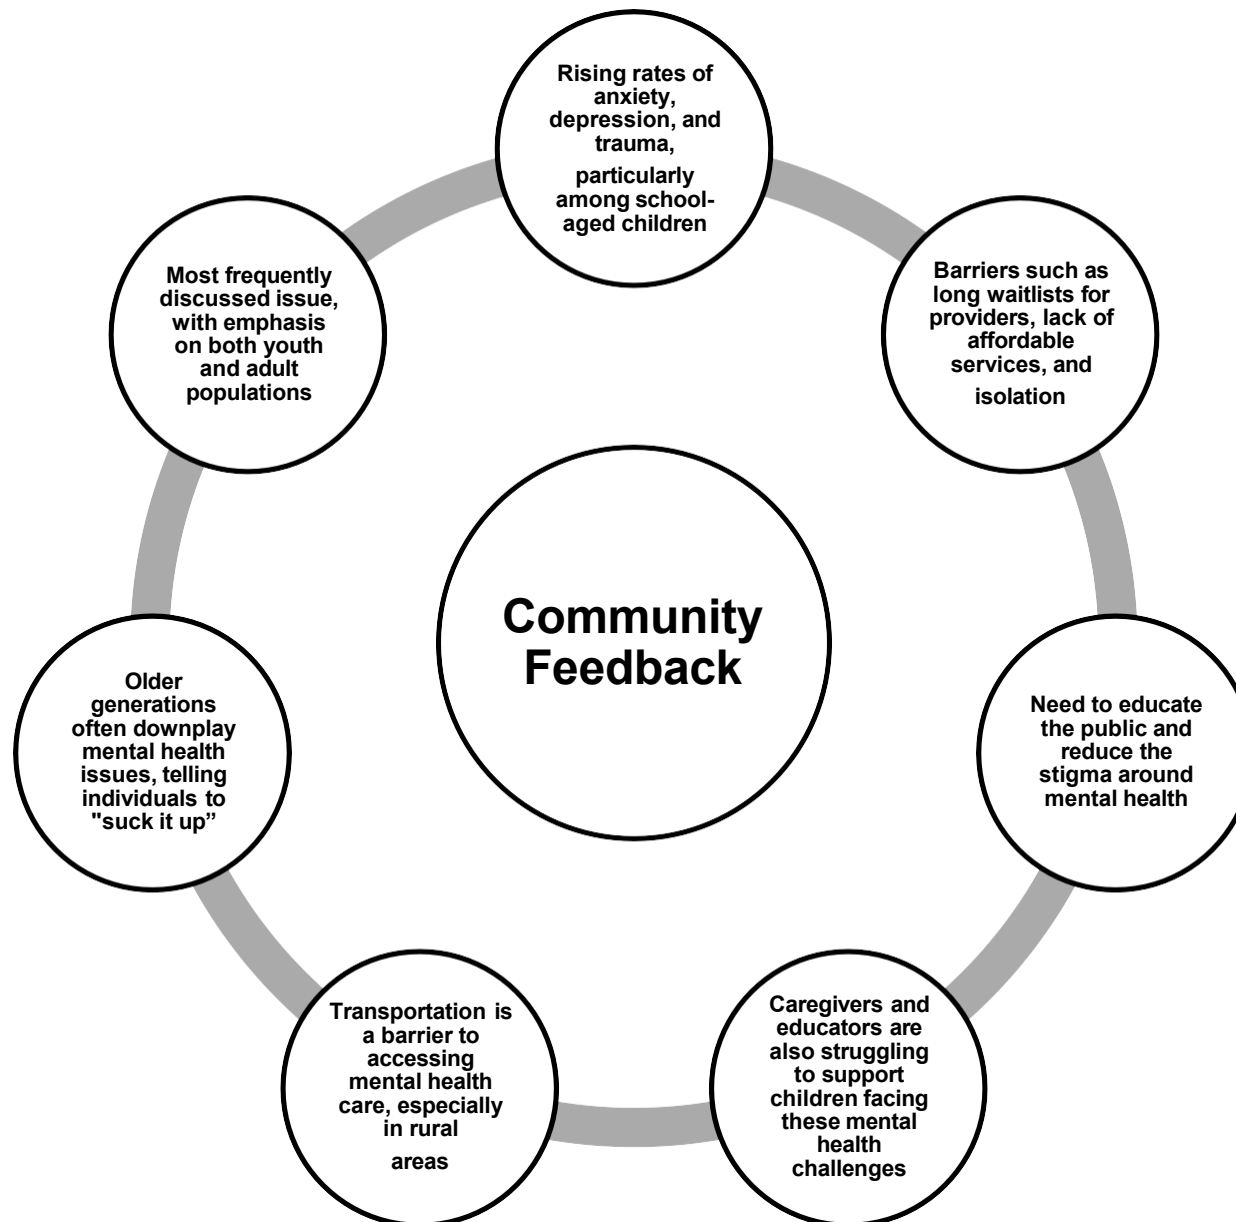 Rising rates of
anxiety,
depression, and
trauma,
particularly
among school-
aged children
Barriers such as
long waitlists for
providers, lack of
affordable
services, and
isolation
Need to educate
the public and
reduce the
stigma around
mental health
Caregivers and
educators are
also struggling
to support
children facing
these mental
health
challenges
Transportation is
a barrier to
accessing
mental health
care, especially
in rural
areas
Older
generations
often downplay
mental health
issues, telling
individuals to
"suck it up”
Most frequently
discussed issue,
with emphasis
on both youth
and adult
populations
Community
Feedback